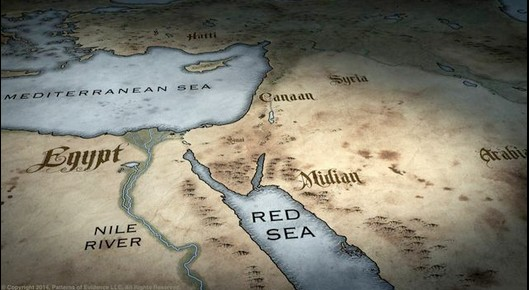 Hatti
MEDITERRANEAN SEA
Syria
Canaan
Egypt
Arabia
Midian
RED
SEA
NILE
RIVER
© Copyright 2014, Patterns of Evidence LLC. All Rights Reserved.